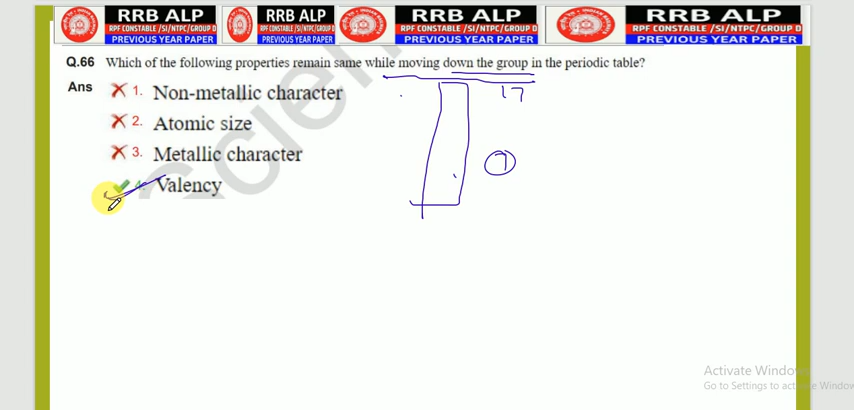 RRB ALP RRB ALP RRB ALP RRB ALP
RPF CONSTABLE /SI/NTPC/GROUP D RPF CONSTABLE /SI/NTPC/GROUP D RPF CONSTABLE /SI/NTPC/GROUP D RPF CONSTABLE /SI/NTPC/GROUP D
PREVIOUS YEAR PAPER PREVIOUS YEAR PAPER PREVIOUS YEAR PAPER PREVIOUS YEAR PAPER
Q.66 Which of the following properties remain same while moving down the group in the periodic table?
Ans 1. Non-metallic character
17
2. Atomic size
3. Metallic character
7
Valency
Activate Windows
Go to Settings to activate Windows